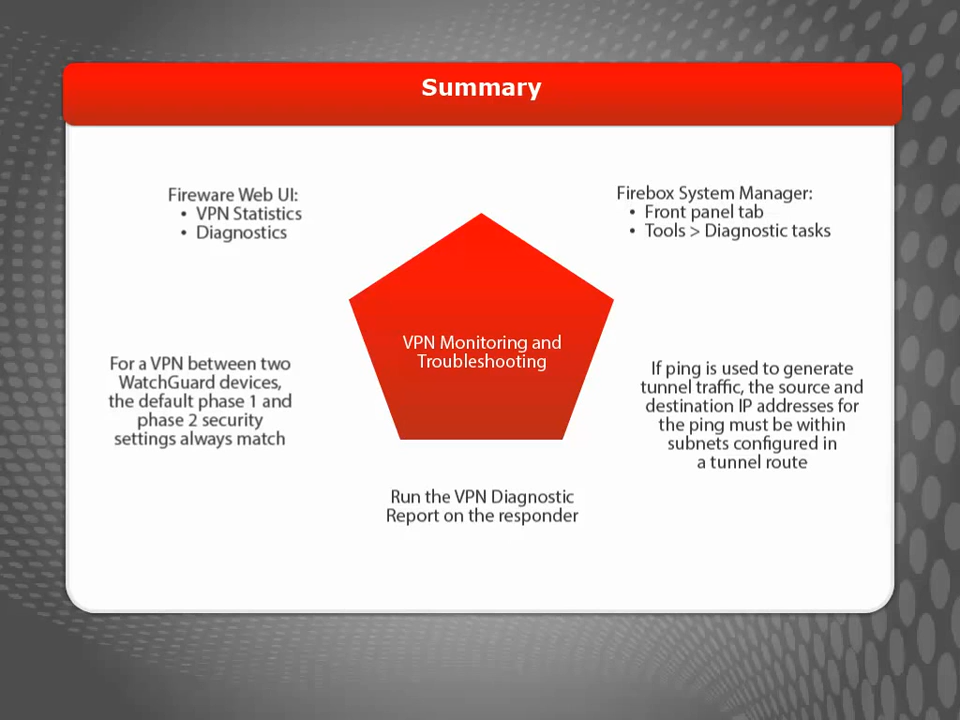 Summary
Fireware Web UI:
• VPN Statistics
• Diagnostics
Firebox System Manager:
• Front panel tab
• Tools > Diagnostic tasks
VPN Monitoring and
Troubleshooting
For a VPN between two
WatchGuard devices,
the default phase 1 and
phase 2 security
settings always match
If ping is used to generate
tunnel traffic, the source and
destination IP addresses for
the ping must be within
subnets configured in
a tunnel route
Run the VPN Diagnostic
Report on the responder